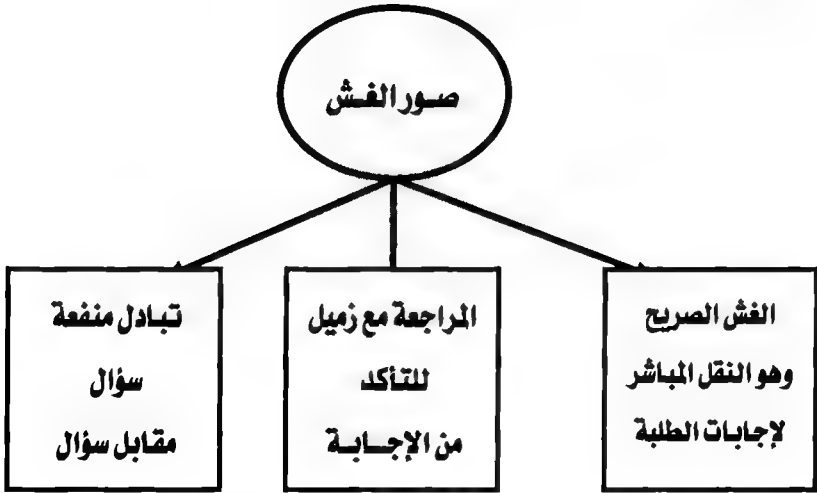 صور الغش
الغش الصريح
وهو النقل المباشر
لإجابات الطلبة
المراجعة مع زميل
للتأكد
من الإجابة
تبادل منفعة
سؤال
مقابل سؤال